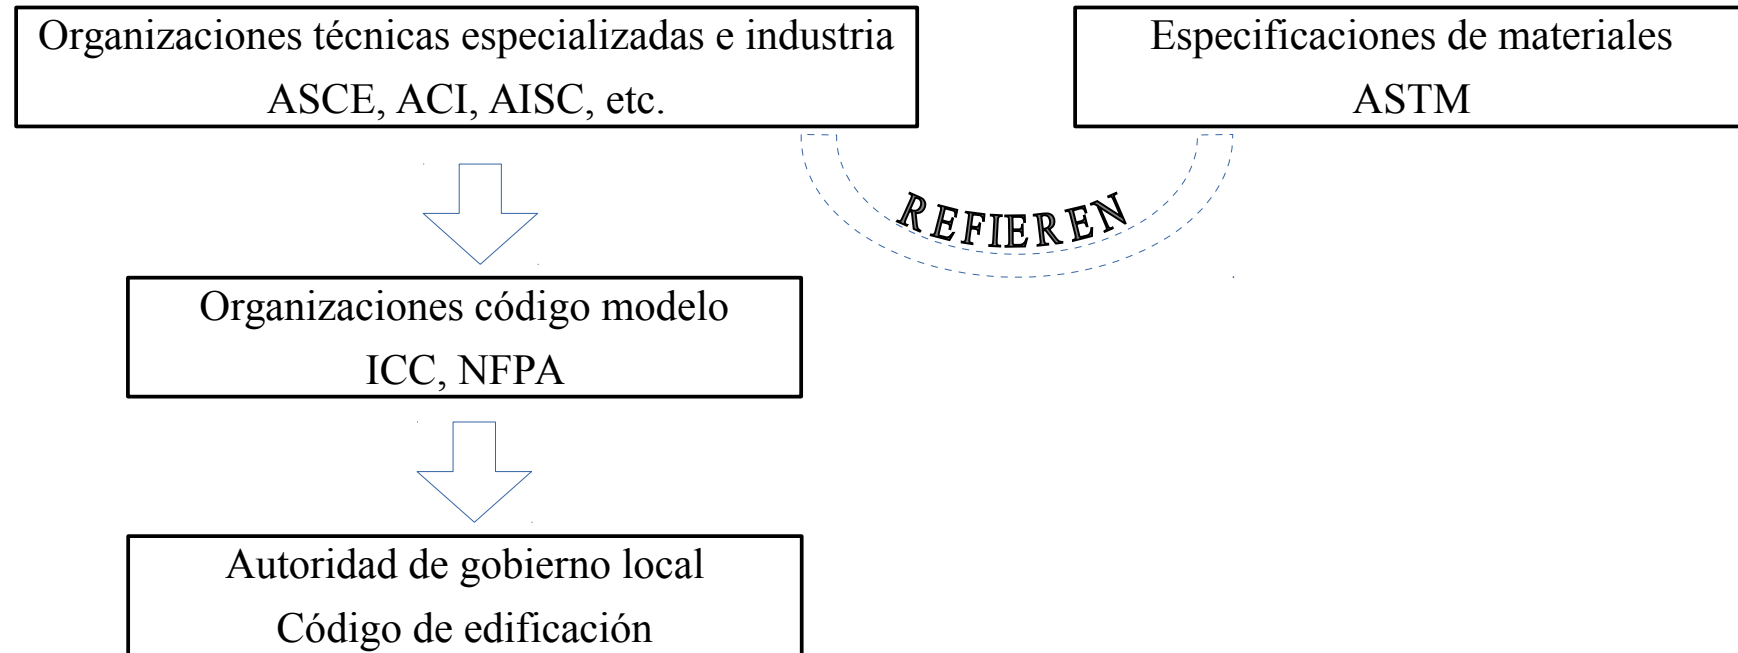 Organizaciones técnicas especializadas e industria
ASCE, ACI, AISC, etc.
Especificaciones de materiales
ASTM
REFIEREN
Organizaciones código modelo
ICC, NFPA
Autoridad de gobierno local
Código de edificación